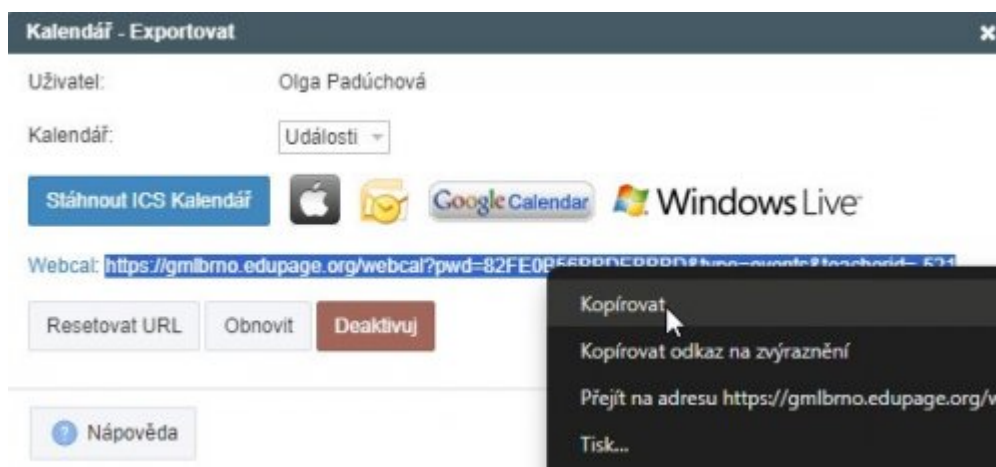 Kalendář - Exportovat
Uživatel: Olga Padúchová
Kalendář: Události
Stáhnout ICS Kalendář Google Calendar Windows Live
Webcal: https://gmlbrno.edupage.org/webcal?pwd=
Resetovat URL Obnovit Deaktivuj
Kopírovat
Kopírovat odkaz na zvýraznění
Přejít na adresu https://gmlbrno.edupage.org/w
Tisk...
Nápověda